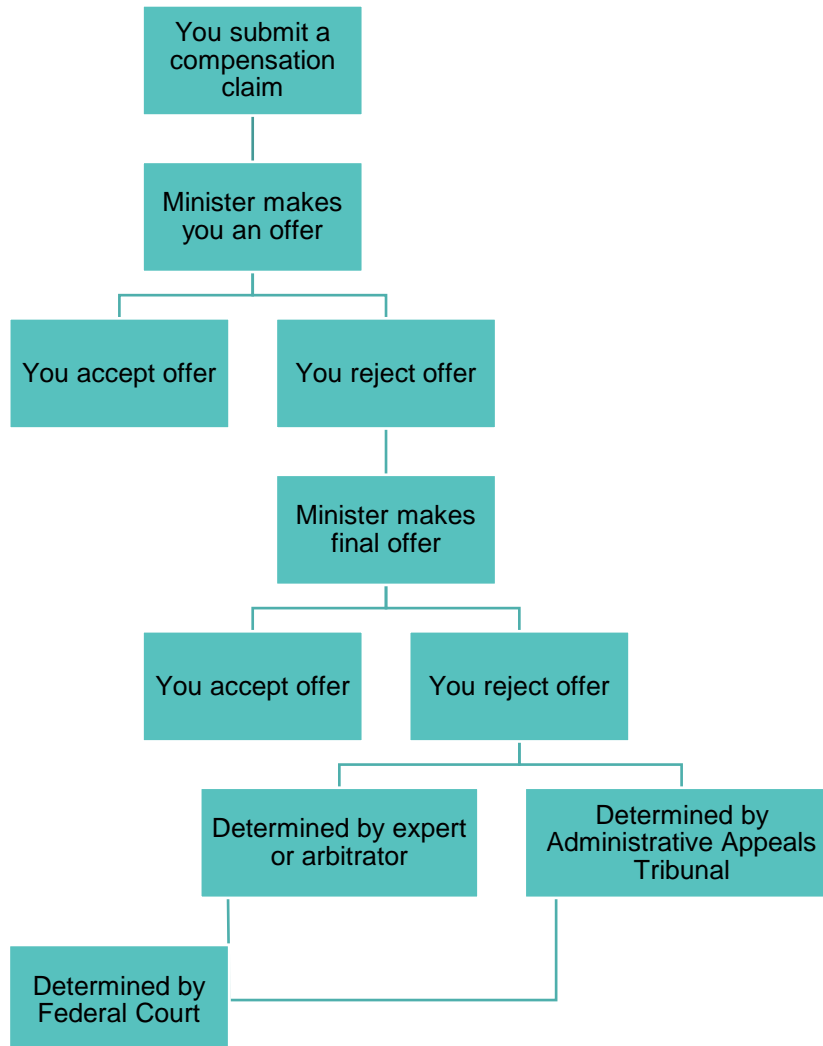 You submit a
compensation
claim
Minister makes
you an offer
You accept offer
You reject offer
Minister makes
final offer
You accept offer
You reject offer
Determined by expert
or arbitrator
Determined by
Administrative Appeals
Tribunal
Determined by
Federal Court